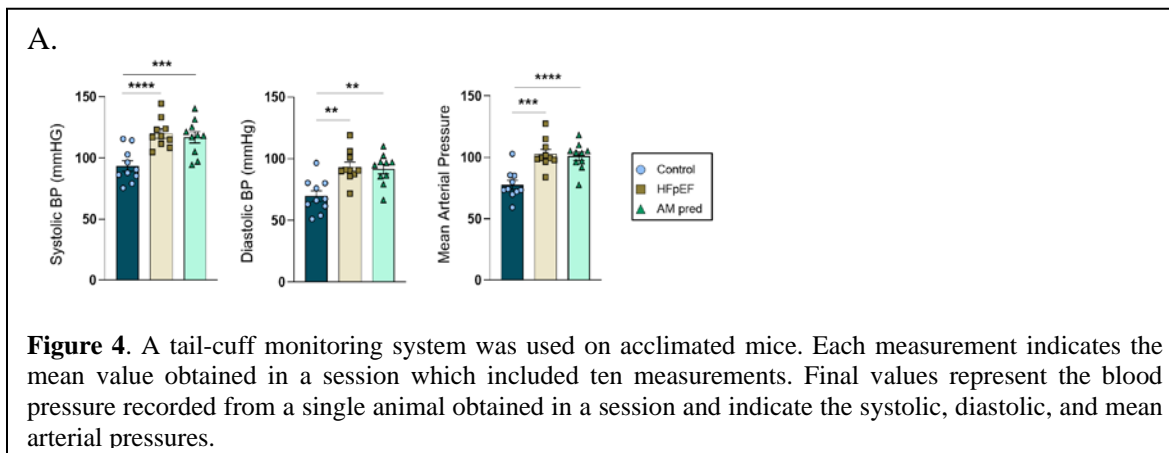 A.
***
****
150
100
50
0
Systolic BP (mmHG)
**
**
150
100
50
0
Diastolic BP (mmHg)
****
***
150
100
50
0
Mean Arterial Pressure
Control
HFpEF
AM pred
Figure 4. A tail-cuff monitoring system was used on acclimated mice. Each measurement indicates the
mean value obtained in a session which included ten measurements. Final values represent the blood
pressure recorded from a single animal obtained in a session and indicate the systolic, diastolic, and mean
arterial pressures.